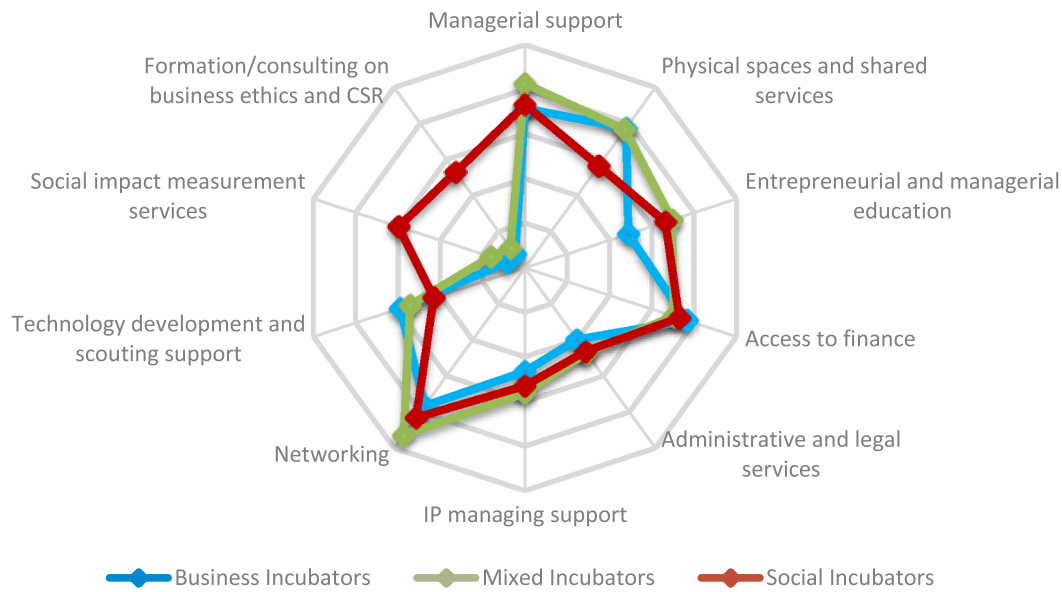 Managerial support
Formation/consulting on
business ethics and CSR
Physical spaces and shared
services
Social impact measurement
services
Entrepreneurial and managerial
education
Technology development and
scouting support
Access to finance
Networking
Administrative and legal
services
IP managing support
Business Incubators
Mixed Incubators
Social Incubators